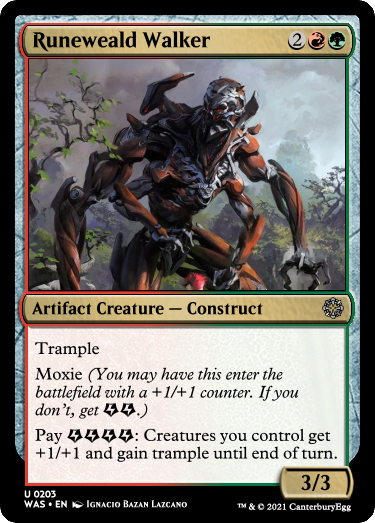 Runeweald Walker 2
Artifact Creature — Construct
Trample
Moxie (You may have this enter the
battlefield with a +1/+1 counter. If you
don't, get .)
Pay : Creatures you control get
+1/+1 and gain trample until end of turn.
3/3
U 0203
WAS • EN Ignacio Bazan Lazcano
™ & © 2021 CanterburyEgg